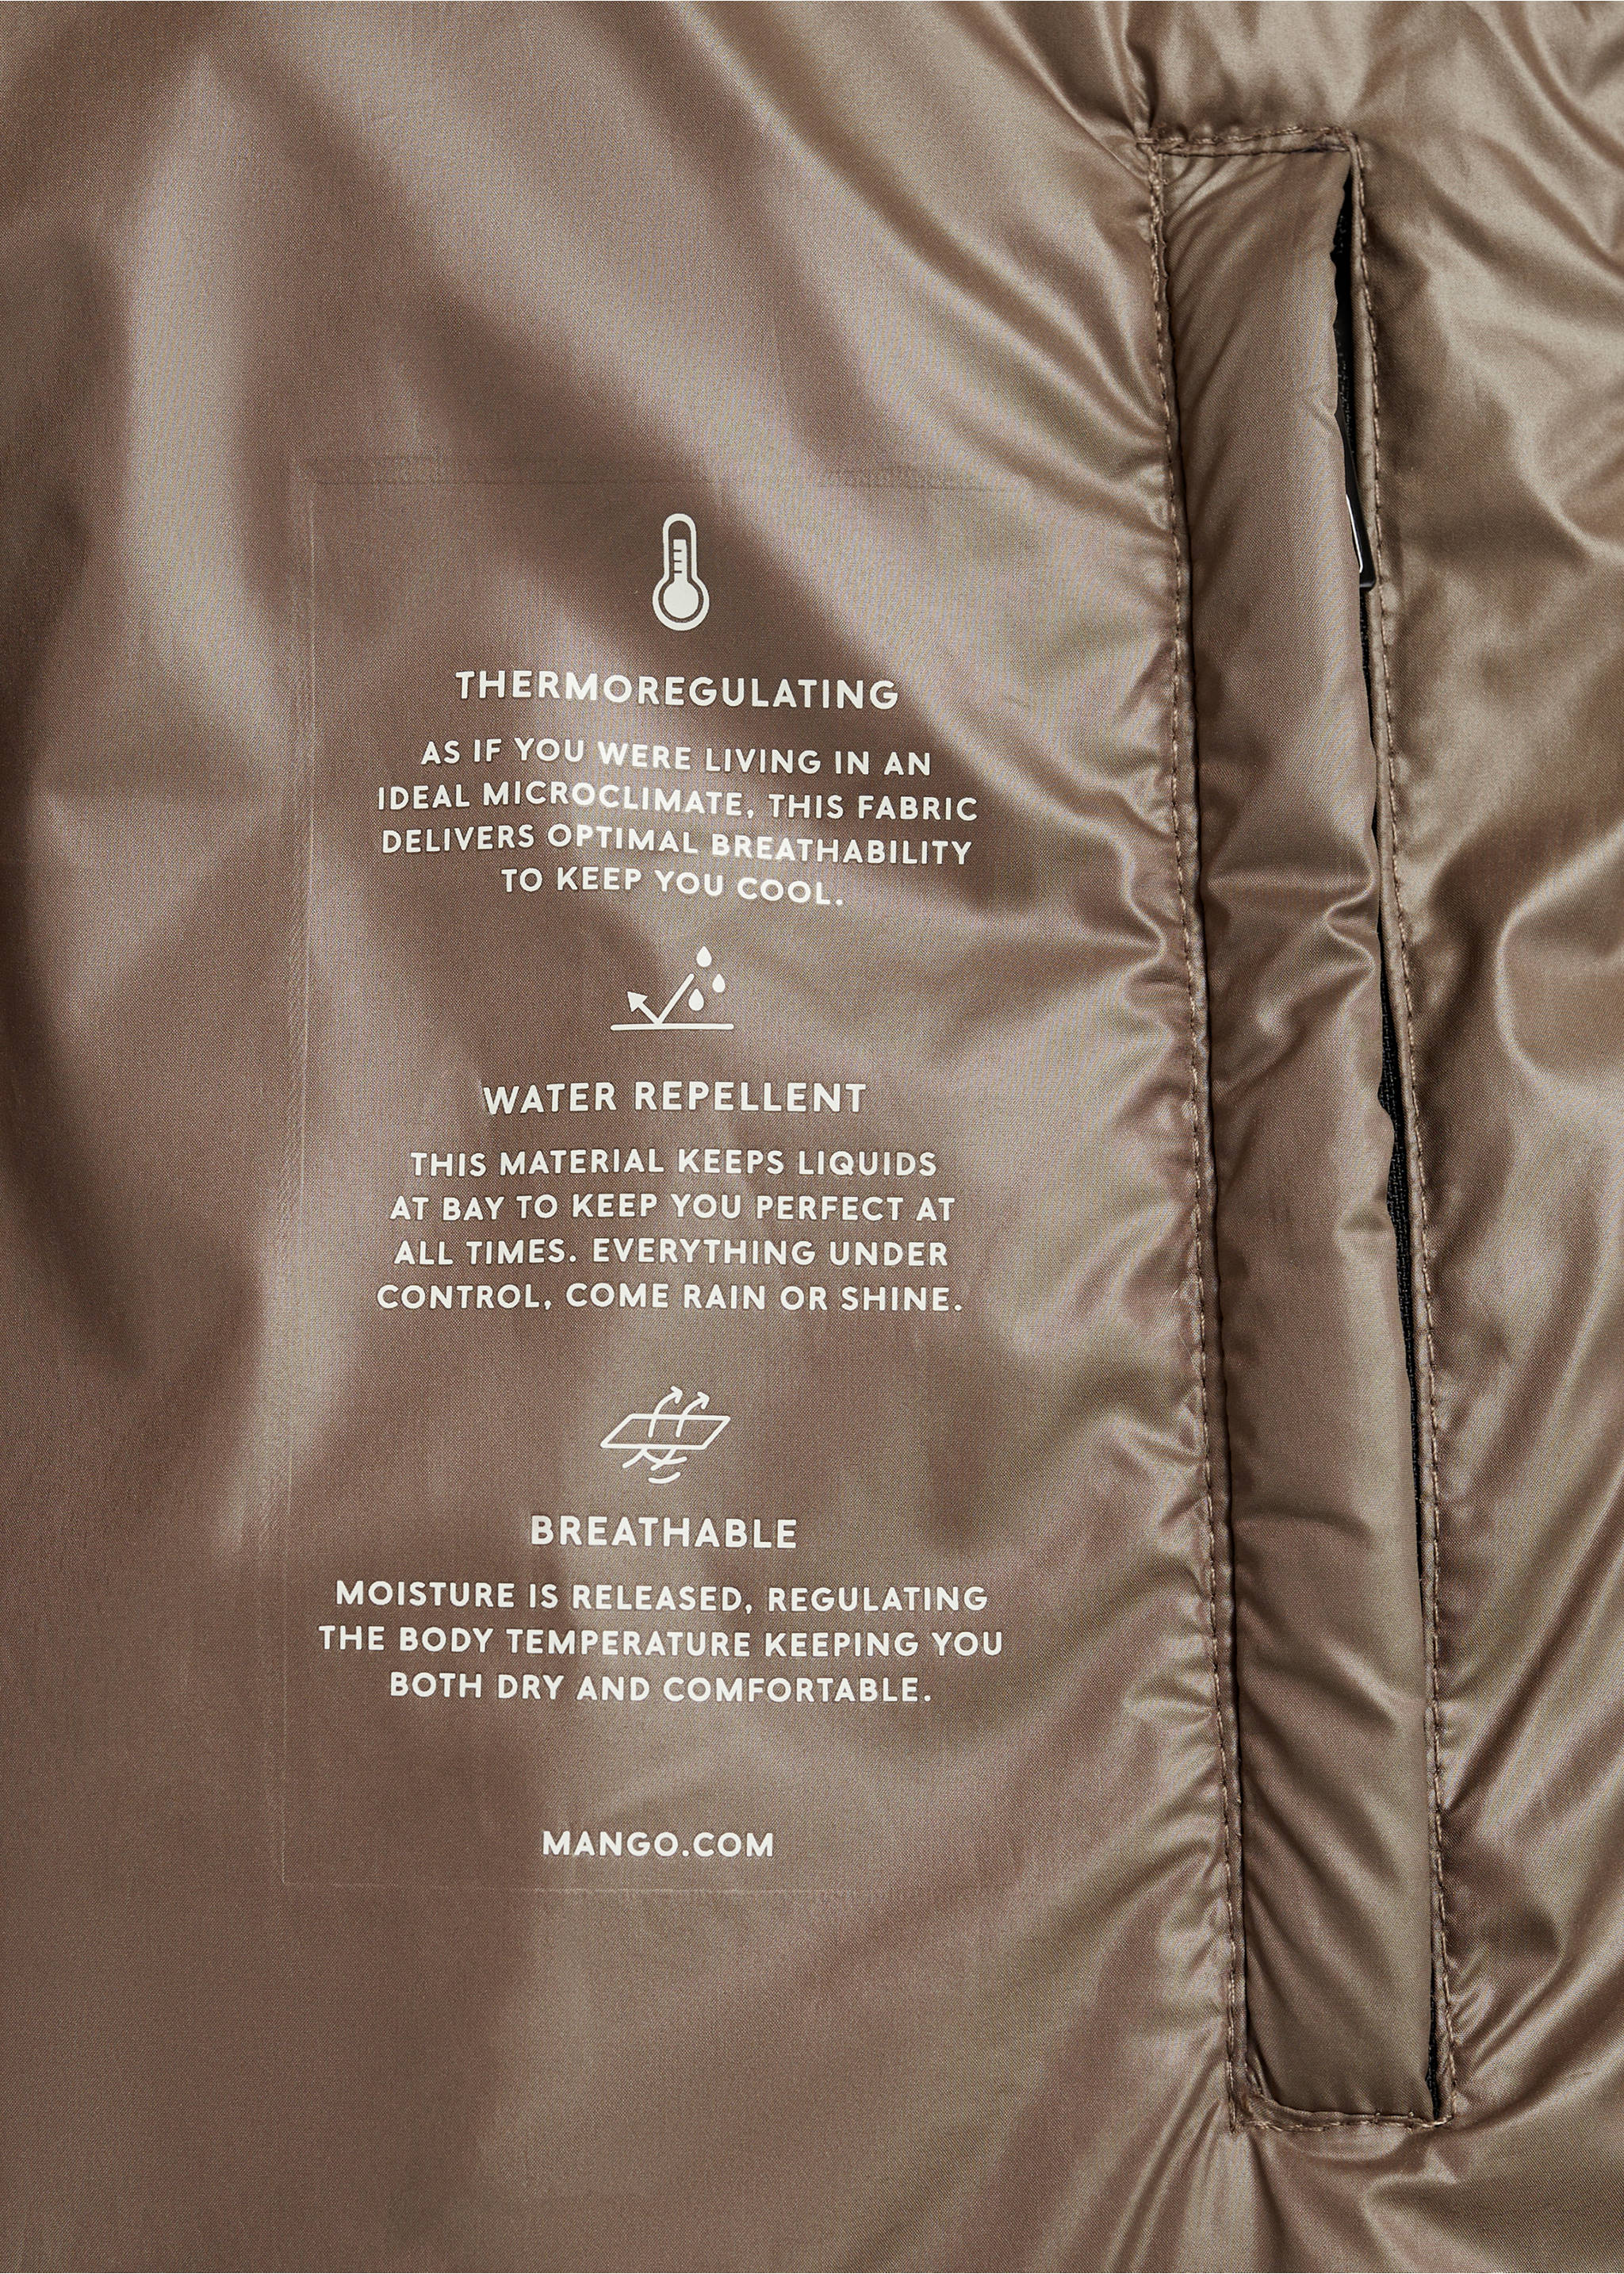 THERMOREGULATING
AS IF YOU WERE LIVING IN AN
IDEAL MICROCLIMATE, THIS FABRIC
DELIVERS OPTIMAL BREATHABILITY
TO KEEP YOU COOL.
WATER REPELLENT
THIS MATERIAL KEEPS LIQUIDS
AT BAY TO KEEP YOU PERFECT AT
ALL TIMES. EVERYTHING UNDER
CONTROL, COME RAIN OR SHINE.
BREATHABLE
MOISTURE IS RELEASED, REGULATING
THE BODY TEMPERATURE KEEPING YOU
BOTH DRY AND COMFORTABLE.
MANGO.COM